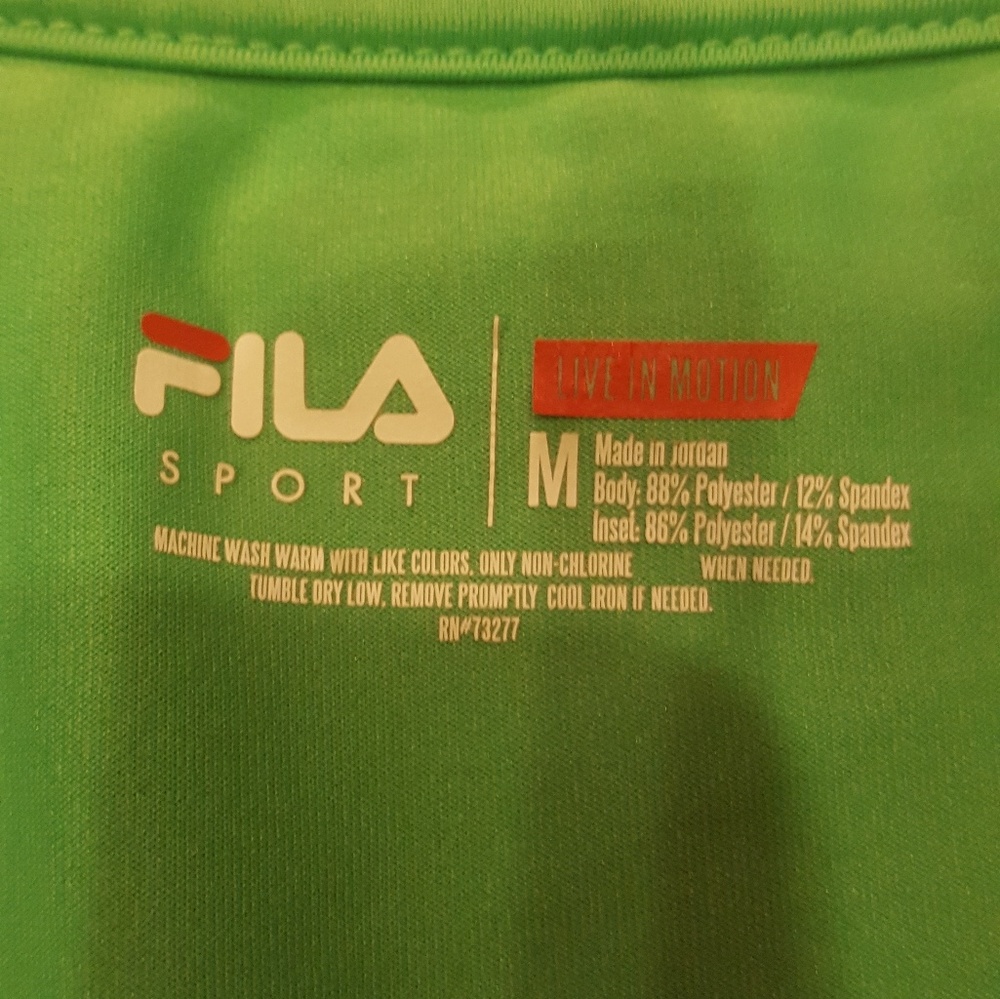 FILA
SPORT
LIVE IN MOTION
M
Made in Jordan
Body: 88% Polyester / 12% Spandex
Inset: 86% Polyester / 14% Spandex
MACHINE WASH WARM WITH LIKE COLORS. ONLY NON-CHLORINE WHEN NEEDED.
TUMBLE DRY LOW. REMOVE PROMPTLY COOL IRON IF NEEDED.
RN#73277